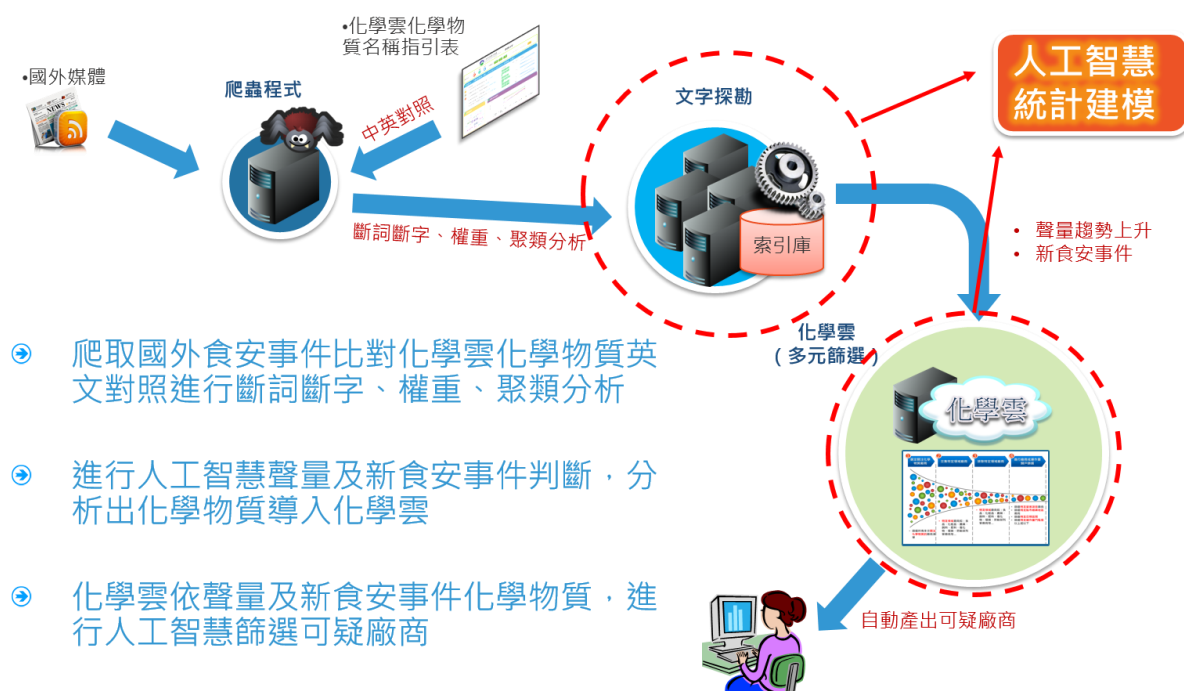 •國外媒體
NEWS
•化學雲化學物
質名稱指引表
爬蟲程式
中英對照
斷詞斷字、權重、聚類分析
文字探勘
索引庫
人工智慧
統計建模
• 聲量趨勢上升
• 新食安事件
化學雲
(多元篩選)
化學雲
自動產出可疑廠商
爬取國外食安事件比對化學雲化學物質英
文對照進行斷詞斷字、權重、聚類分析
進行人工智慧聲量及新食安事件判斷，分
析出化學物質導入化學雲
化學雲依聲量及新食安事件化學物質，進
行人工智慧篩選可疑廠商